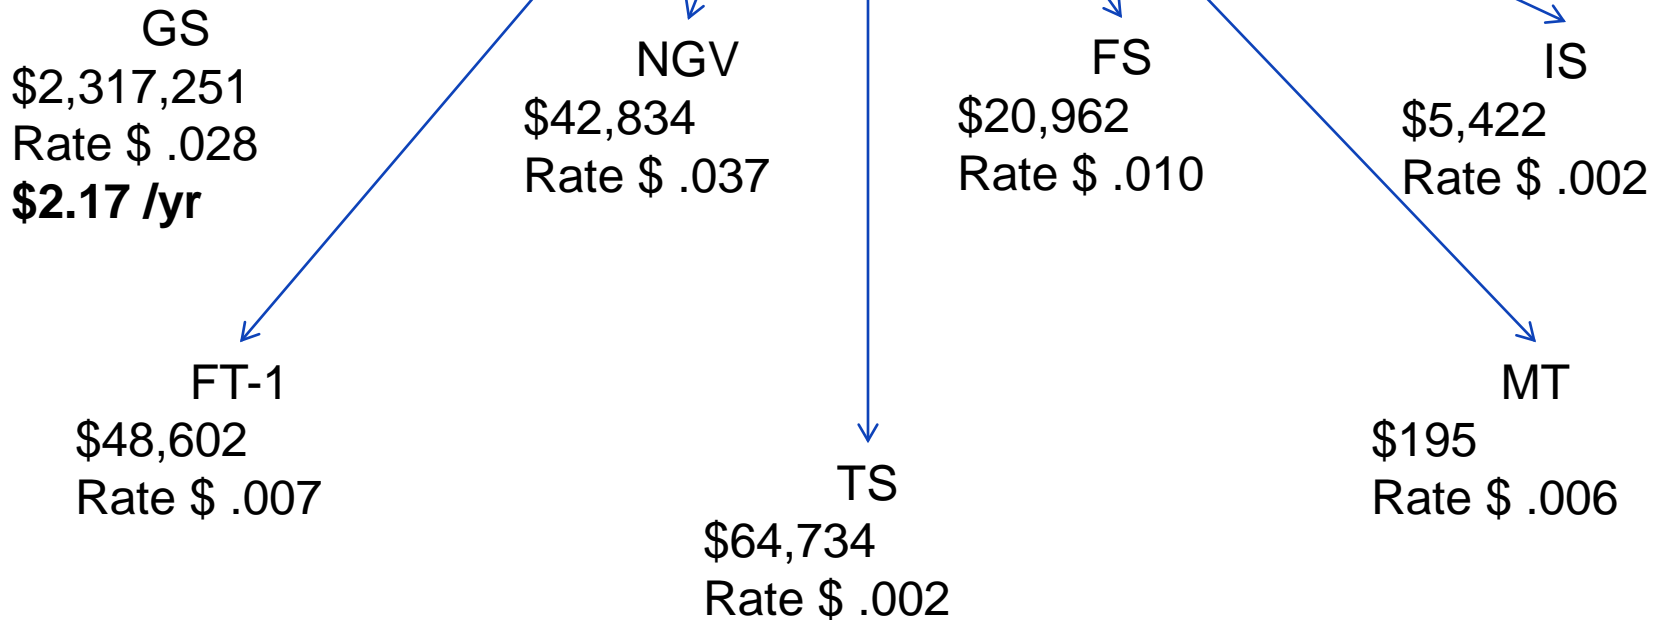 GS
$2,317,251
Rate $ .028
$2.17 /yr
NGV
$42,834
Rate $ .037
FS
$20,962
Rate $ .010
IS
$5,422
Rate $ .002
FT-1
$48,602
Rate $ .007
TS
$64,734
Rate $ .002
MT
$195
Rate $ .006